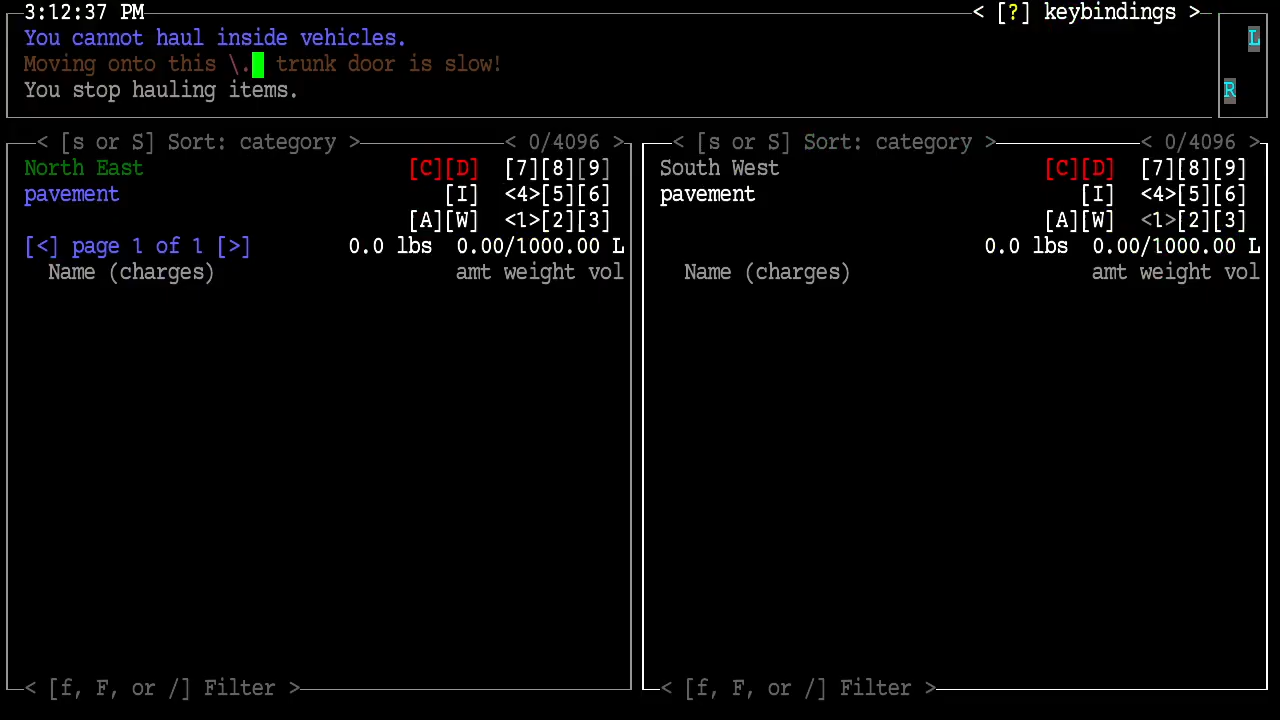 3:12:37 PM < [?] keybindings >
You cannot haul inside vehicles. L
Moving onto this \. trunk door is slow!
You stop hauling items. R
< [s or S] Sort: category > < 0/4096 > < [s or S] Sort: category > < 0/4096 >
North East [C][D] [7][8][9] South West [C][D] [7][8][9]
pavement [I] <4>[5][6] pavement [I] <4>[5][6]
[A][W] <1>[2][3] [A][W] <1>[2][3]
[<] page 1 of 1 [>] 0.0 lbs 0.00/1000.00 L 0.0 lbs 0.00/1000.00 L
Name (charges) amt weight vol Name (charges) amt weight vol
< [f, F, or /] Filter > < [f, F, or /] Filter >